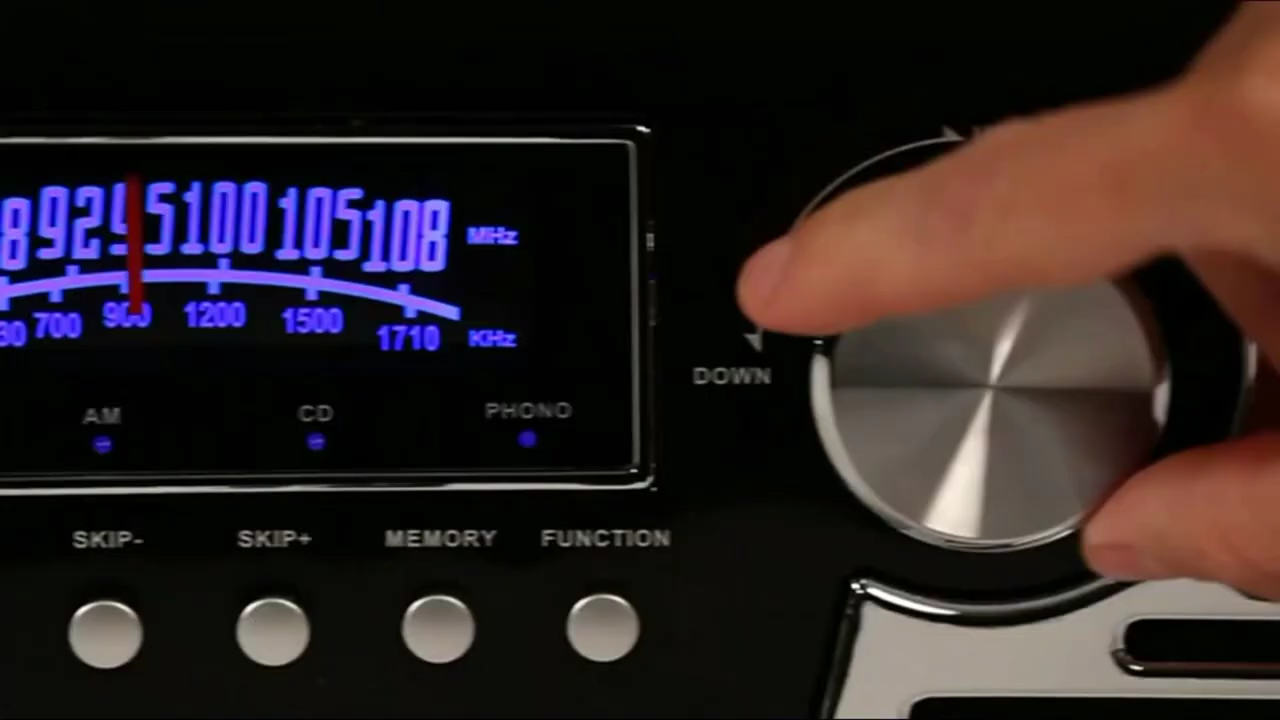 8 92 95 100 105 108 MHz
30 700 900 1200 1500 1710 KHz
AM CD PHONO
DOWN
SKIP- SKIP+ MEMORY FUNCTION